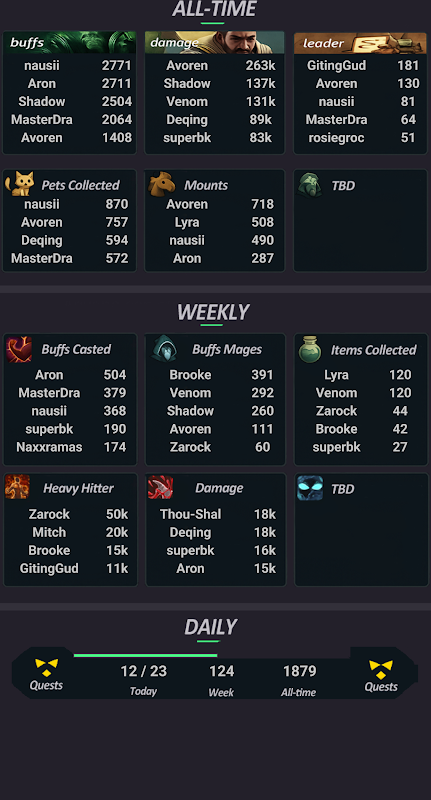 ALL-TIME
buffs
nausii 2771
Aron 2711
Shadow 2504
MasterDra 2064
Avoren 1408
damage
Avoren 263k
Shadow 137k
Venom 131k
Deqing 89k
superbk 83k
leader
GitingGud 181
Avoren 130
nausii 81
MasterDra 64
rosiegroc 51
Pets Collected
nausii 870
Avoren 757
Deqing 594
MasterDra 572
Mounts
Avoren 718
Lyra 508
nausii 490
Aron 287
TBD
WEEKLY
Buffs Casted
Aron 504
MasterDra 379
nausii 368
superbk 190
Naxxramas 174
Buffs Mages
Brooke 391
Venom 292
Shadow 260
Avoren 111
Zarock 60
Items Collected
Lyra 120
Venom 120
Zarock 44
Brooke 42
superbk 27
Heavy Hitter
Zarock 50k
Mitch 20k
Brooke 15k
GitingGud 11k
Damage
Thou-Shal 18k
Deqing 18k
superbk 16k
Aron 15k
TBD
DAILY
Quests
12 / 23
Today
124
Week
1879
All-time
Quests